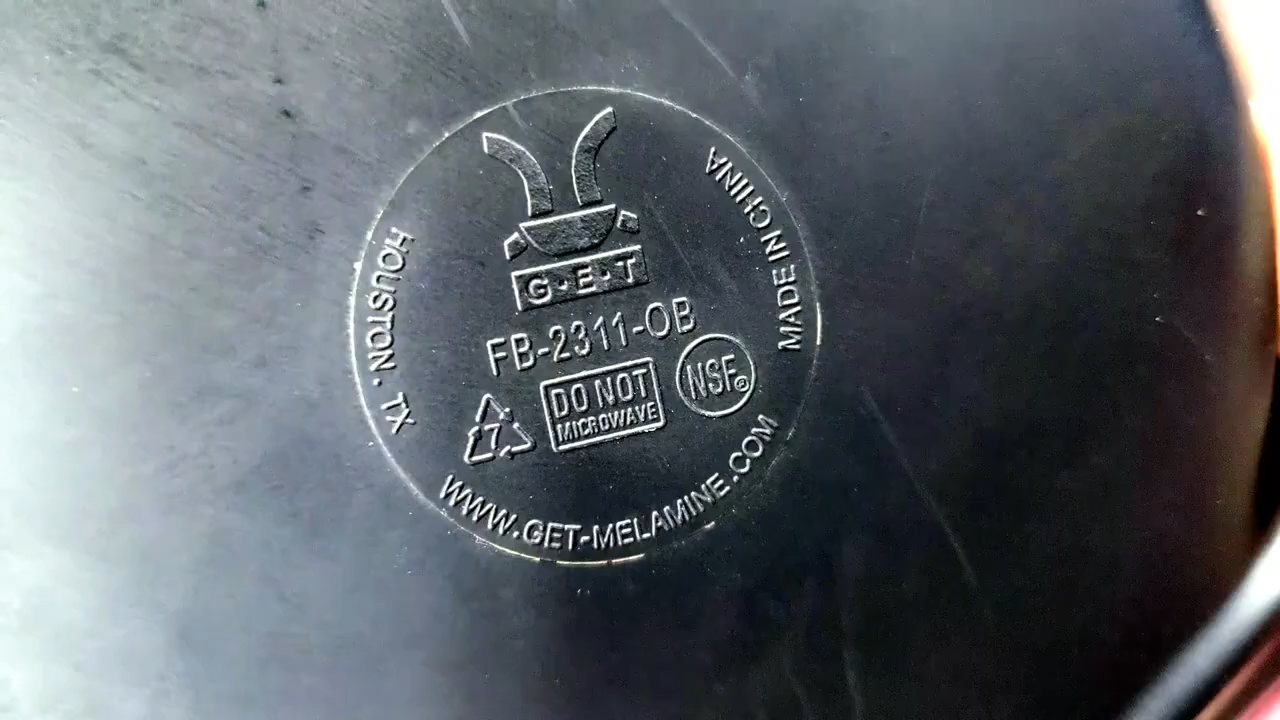 G·E·T
FB-2311-OB
7
DO NOT
MICROWAVE
NSF®
HOUSTON, TX
MADE IN CHINA
WWW.GET-MELAMINE.COM